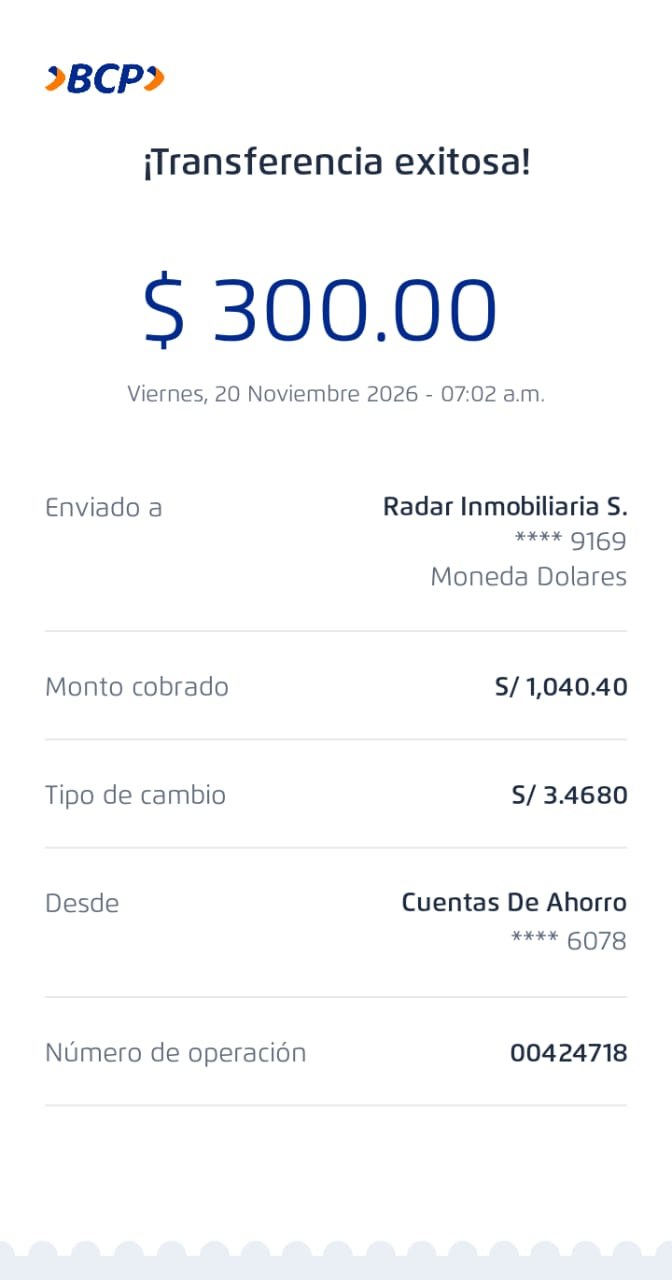 BCP
¡Transferencia exitosa!
$ 300.00
Viernes, 20 Noviembre 2026 - 07:02 a.m.
Enviado a
Radar Inmobiliaria S.
**** 9169
Moneda Dolares
Monto cobrado
S/ 1,040.40
Tipo de cambio
S/ 3.4680
Desde
Cuentas De Ahorro
**** 6078
Número de operación
00424718